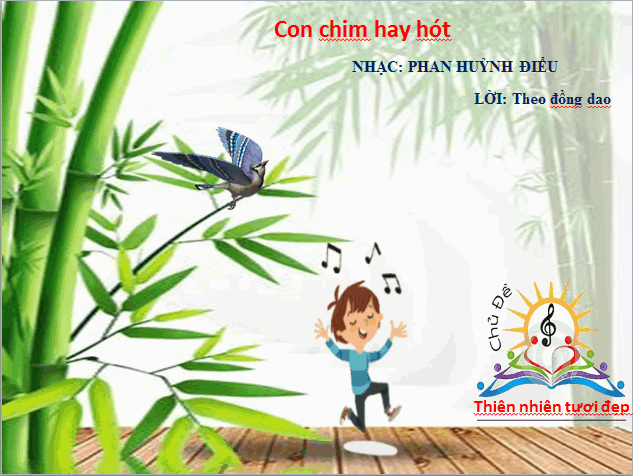 Con chim hay hót
NHẠC: PHAN HUỲNH ĐIỂU
LỜI: Theo đồng dao
Chủ Đề
Thiên nhiên tươi đẹp